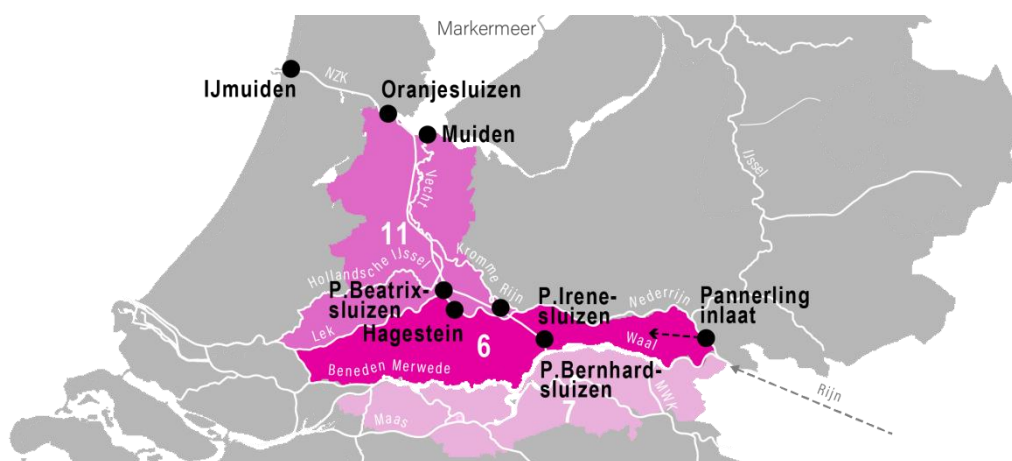 Markermeer
NZK
IJmuiden
Oranjesluizen
Muiden
IJssel
Vecht
11
Kromme Rijn
Hollandsche IJssel
P.Beatrix-
sluizen
P.Irene-
sluizen
Nederrijn
Pannerling
inlaat
Lek
Hagestein
6
Waal
Beneden Merwede
P.Bernhard-
sluizen
MWK
Rijn
7
Maas